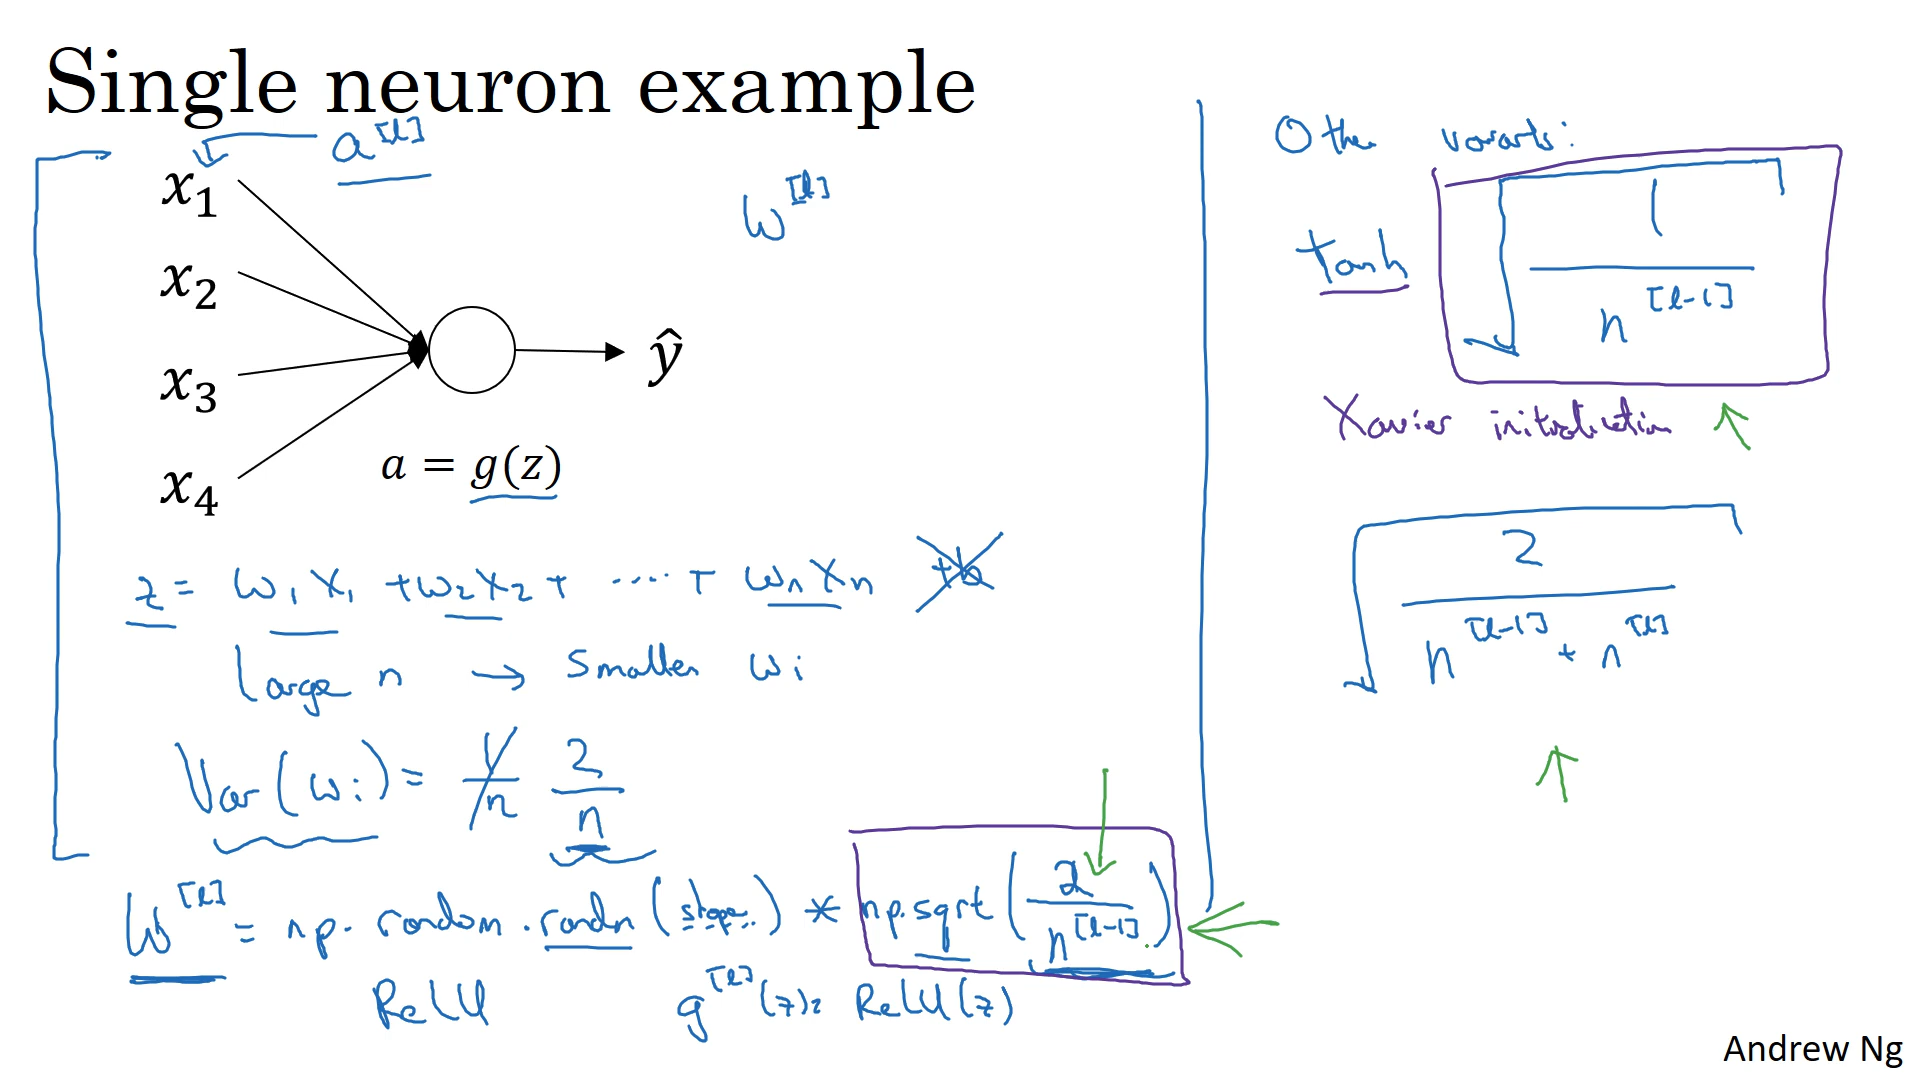 Single neuron example
a^[l]
x₁
x₂
x₃
x₄
ŷ
a = g(z)
W^[l]
z = w₁x₁ + w₂x₂ + ····· + wₙxₙ +b
Large n → Smaller wᵢ
Var(wᵢ) = 1/n 2/n
W^[l] = np.random.randn(shape) * np.sqrt(2/n^[l-1])
ReLU g^[l](z) = ReLU(z)
Other variants:
tanh √(1/n^[l-1])
Xavier initialization
√(2/(n^[l-1] + n^[l]))
Andrew Ng